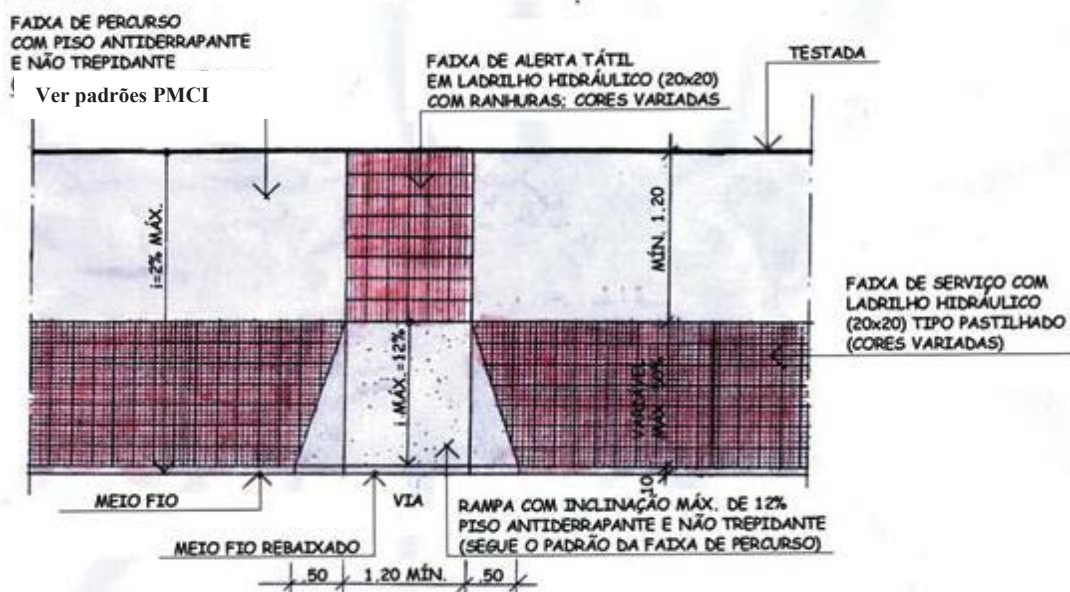 FAIXA DE PERCURSO
COM PISO ANTIDERRAPANTE
E NÃO TREPIDANTE
Ver padrões PMCI
FAIXA DE ALERTA TÁTIL
EM LADRILHO HIDRÁULICO (20x20)
COM RANHURAS; CORES VARIADAS
TESTADA
i=2% MÁX.
MÍN. 1.20
FAIXA DE SERVIÇO COM
LADRILHO HIDRÁULICO
(20x20) TIPO PASTILHADO
(CORES VARIADAS)
i MÁX.=12%
VARIÁVEL
MÁX. 50%
.10
MEIO FIO
VIA
MEIO FIO REBAIXADO
RAMPA COM INCLINAÇÃO MÁX. DE 12%
PISO ANTIDERRAPANTE E NÃO TREPIDANTE
(SEGUE O PADRÃO DA FAIXA DE PERCURSO)
.50
1.20 MÍN.
.50